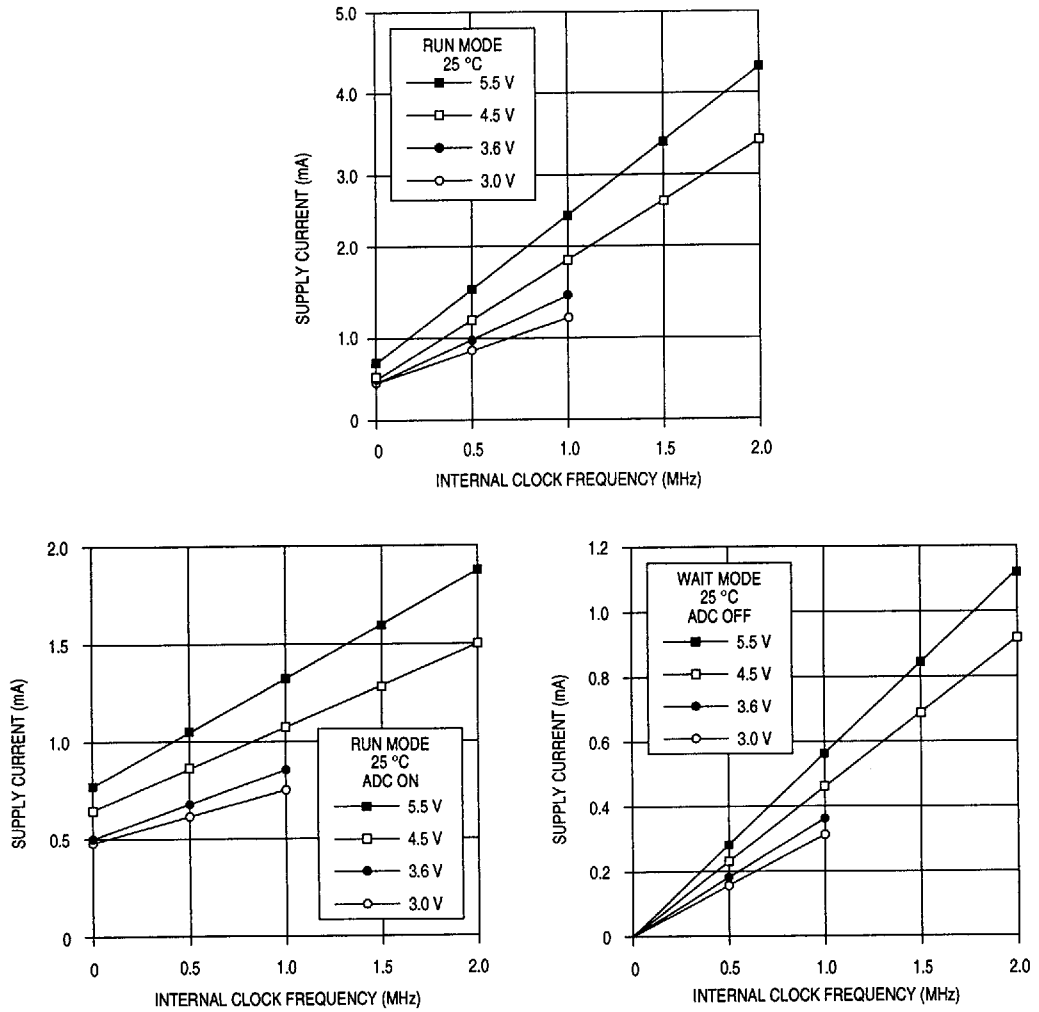 5.0
4.0
3.0
2.0
1.0
0
SUPPLY CURRENT (mA)
RUN MODE
25 °C
5.5 V
4.5 V
3.6 V
3.0 V
0 0.5 1.0 1.5 2.0
INTERNAL CLOCK FREQUENCY (MHz)
2.0
1.5
1.0
0.5
0
SUPPLY CURRENT (mA)
RUN MODE
25 °C
ADC ON
5.5 V
4.5 V
3.6 V
3.0 V
0 0.5 1.0 1.5 2.0
INTERNAL CLOCK FREQUENCY (MHz)
1.2
1.0
0.8
0.6
0.4
0.2
0
SUPPLY CURRENT (mA)
WAIT MODE
25 °C
ADC OFF
5.5 V
4.5 V
3.6 V
3.0 V
0 0.5 1.0 1.5 2.0
INTERNAL CLOCK FREQUENCY (MHz)